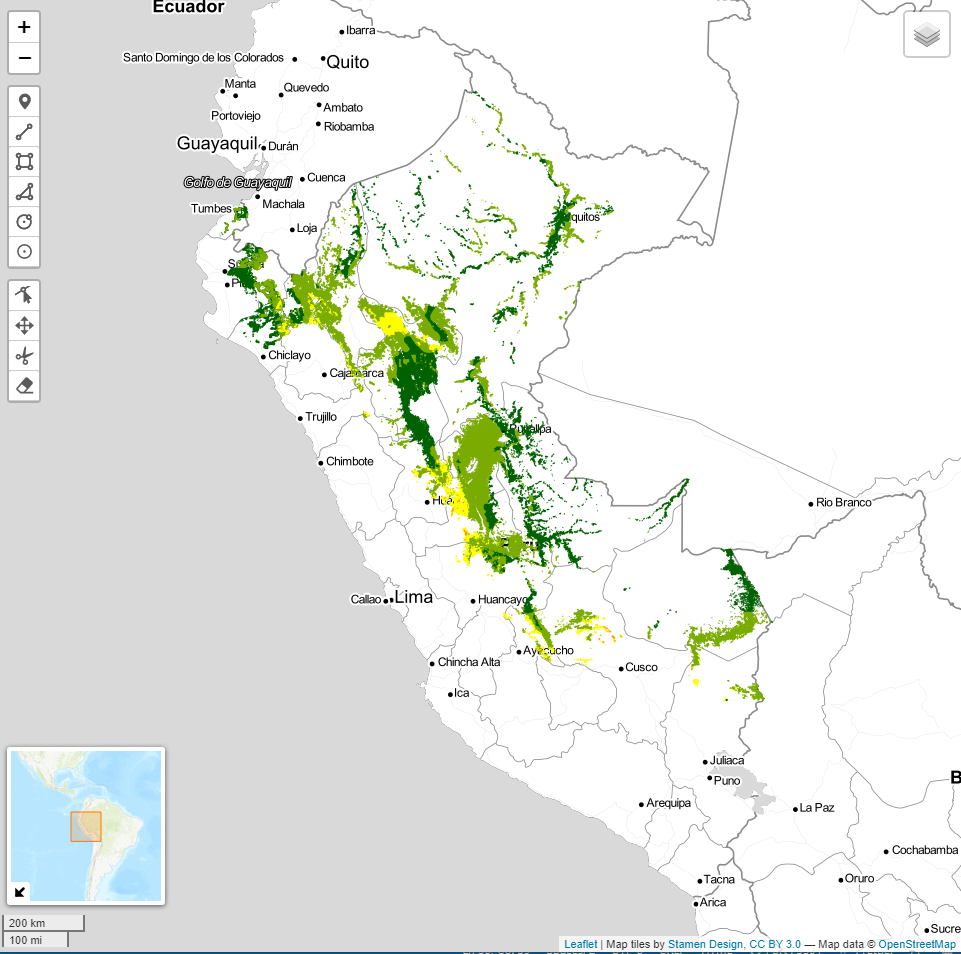 Ecuador
Ibarra
Santo Domingo de los Colorados
Quito
Manta
Quevedo
Portoviejo
Ambato
Riobamba
Guayaquil
Durán
Golfo de Guayaquil
Cuenca
Tumbes
Machala
Loja
quitos
Chiclayo
Cajamarca
Trujillo
Pucallpa
Chimbote
Rio Branco
Callao
Lima
Huancayo
Ayacucho
Chincha Alta
Cusco
Ica
Juliaca
Puno
Arequipa
La Paz
B
Cochabamba
Oruro
Tacna
Arica
Sucre
+
−
200 km
100 mi
Leaflet | Map tiles by Stamen Design, CC BY 3.0 — Map data © OpenStreetMap